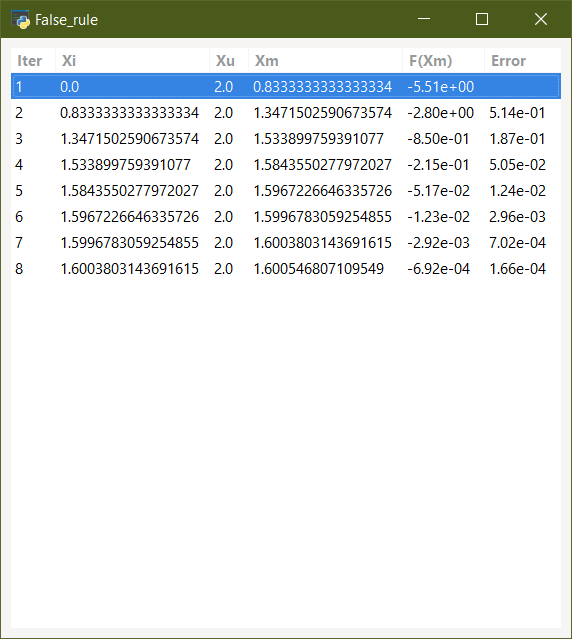 False_rule
Iter Xi Xu Xm F(Xm) Error
1 0.0 2.0 0.8333333333333334 -5.51e+00
2 0.8333333333333334 2.0 1.3471502590673574 -2.80e+00 5.14e-01
3 1.3471502590673574 2.0 1.533899759391077 -8.50e-01 1.87e-01
4 1.533899759391077 2.0 1.5843550277972027 -2.15e-01 5.05e-02
5 1.5843550277972027 2.0 1.5967226646335726 -5.17e-02 1.24e-02
6 1.5967226646335726 2.0 1.5996783059254855 -1.23e-02 2.96e-03
7 1.5996783059254855 2.0 1.6003803143691615 -2.92e-03 7.02e-04
8 1.6003803143691615 2.0 1.600546807109549 -6.92e-04 1.66e-04